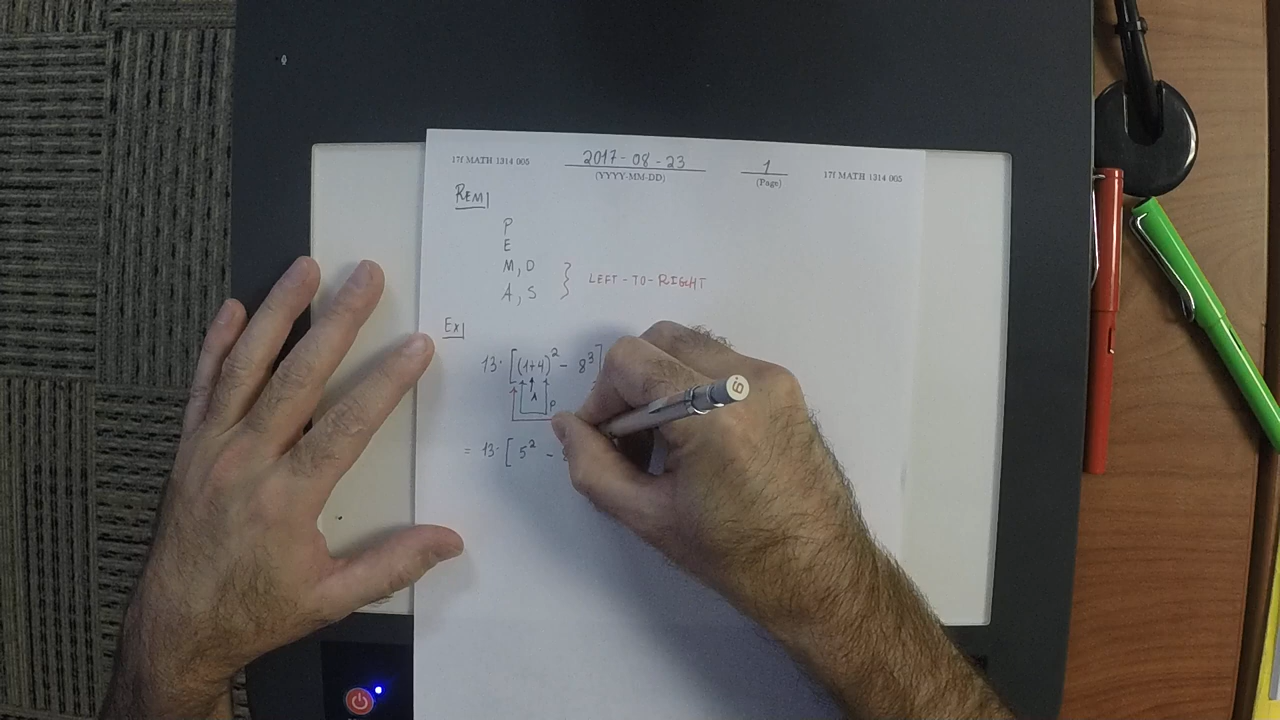 17f MATH 1314 005 2017-08-23 1 17f MATH 1314 005
(YYYY-MM-DD) (Page)
REM
P
E
M, D
A, S
LEFT-TO-RIGHT
Ex
13·[(1+4)² - 8³]
A
P
= 13·[ 5² -